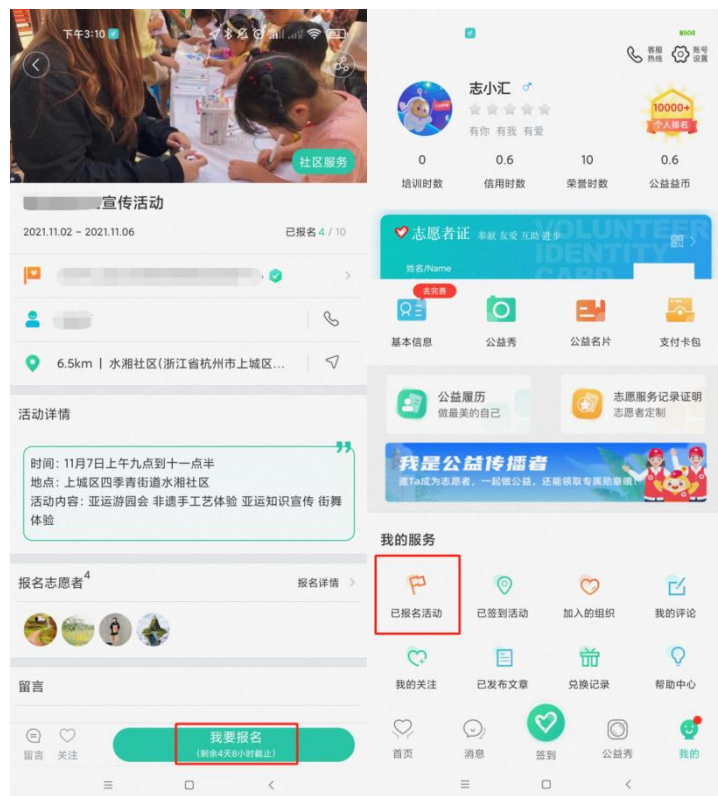 下午3:10
社区服务
宣传活动
2021.11.02 - 2021.11.06
已报名 4 / 10
6.5km | 水湘社区(浙江省杭州市上城区...
活动详情
时间: 11月7日上午九点到十一点半
地点: 上城区四季青街道水湘社区
活动内容: 亚运游园会 非遗手工艺体验 亚运知识宣传 街舞
体验
报名志愿者4
报名详情
留言
留言
关注
我要报名
(剩余4天8小时截止)
客服
热线
账号
设置
志小汇
有你 有我 有爱
10000+
个人排名
0
0.6
10
0.6
培训时数
信用时数
荣誉时数
公益益币
志愿者证
奉献 友爱 互助 进步
VOLUNTEER
IDENTITY
CARD
姓名/Name
去完善
基本信息
公益秀
公益名片
支付卡包
公益履历
做最美的自己
志愿服务记录证明
志愿者定制
我是公益传播者
邀Ta成为志愿者，一起做公益，还能领取专属勋章哦!
我的服务
已报名活动
已签到活动
加入的组织
我的评论
我的关注
已发布文章
兑换记录
帮助中心
首页
消息
签到
公益秀
我的